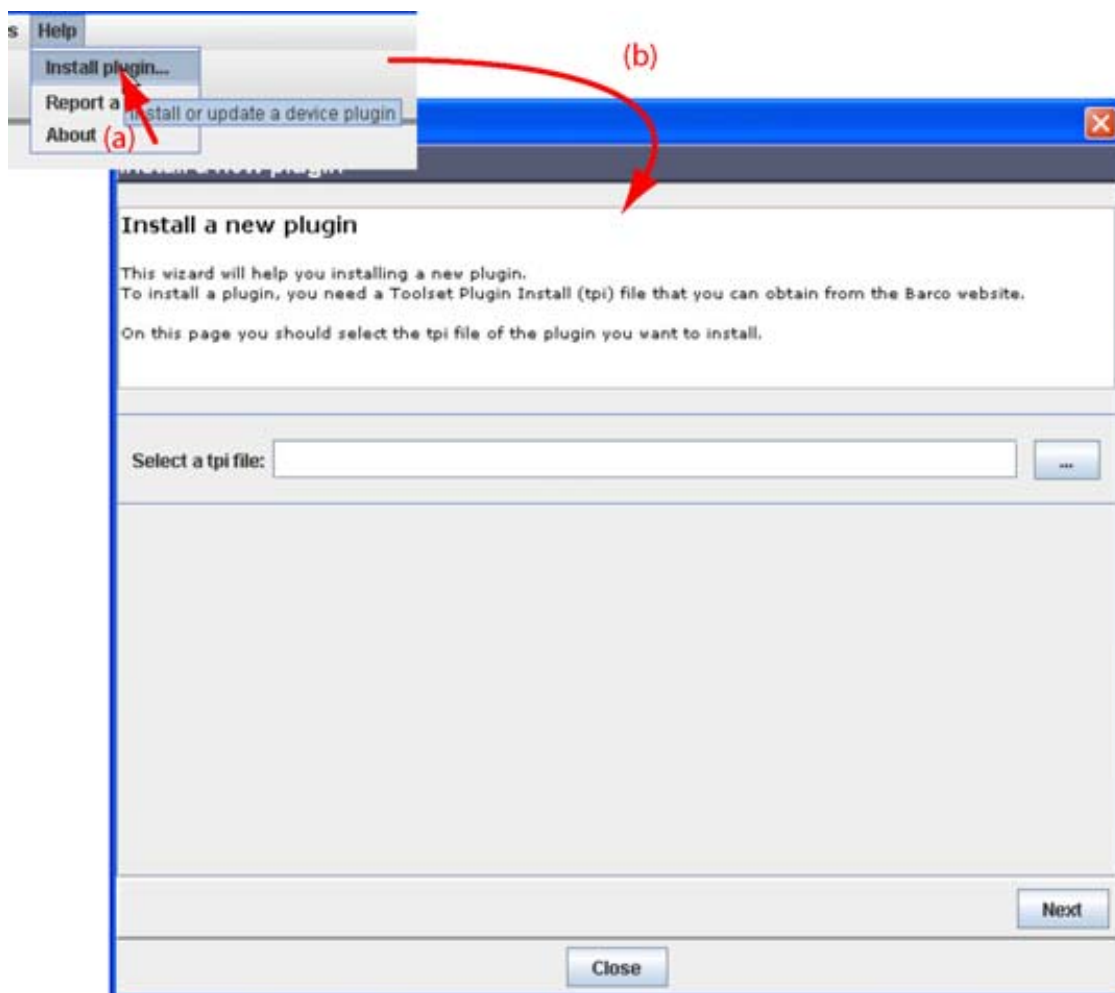 s Help
Install plugin...
(b)
Report a
Install or update a device plugin
About
(a)
Install a new plugin
Install a new plugin
This wizard will help you installing a new plugin.
To install a plugin, you need a Toolset Plugin Install (tpi) file that you can obtain from the Barco website.
On this page you should select the tpi file of the plugin you want to install.
Select a tpi file:
...
Next
Close